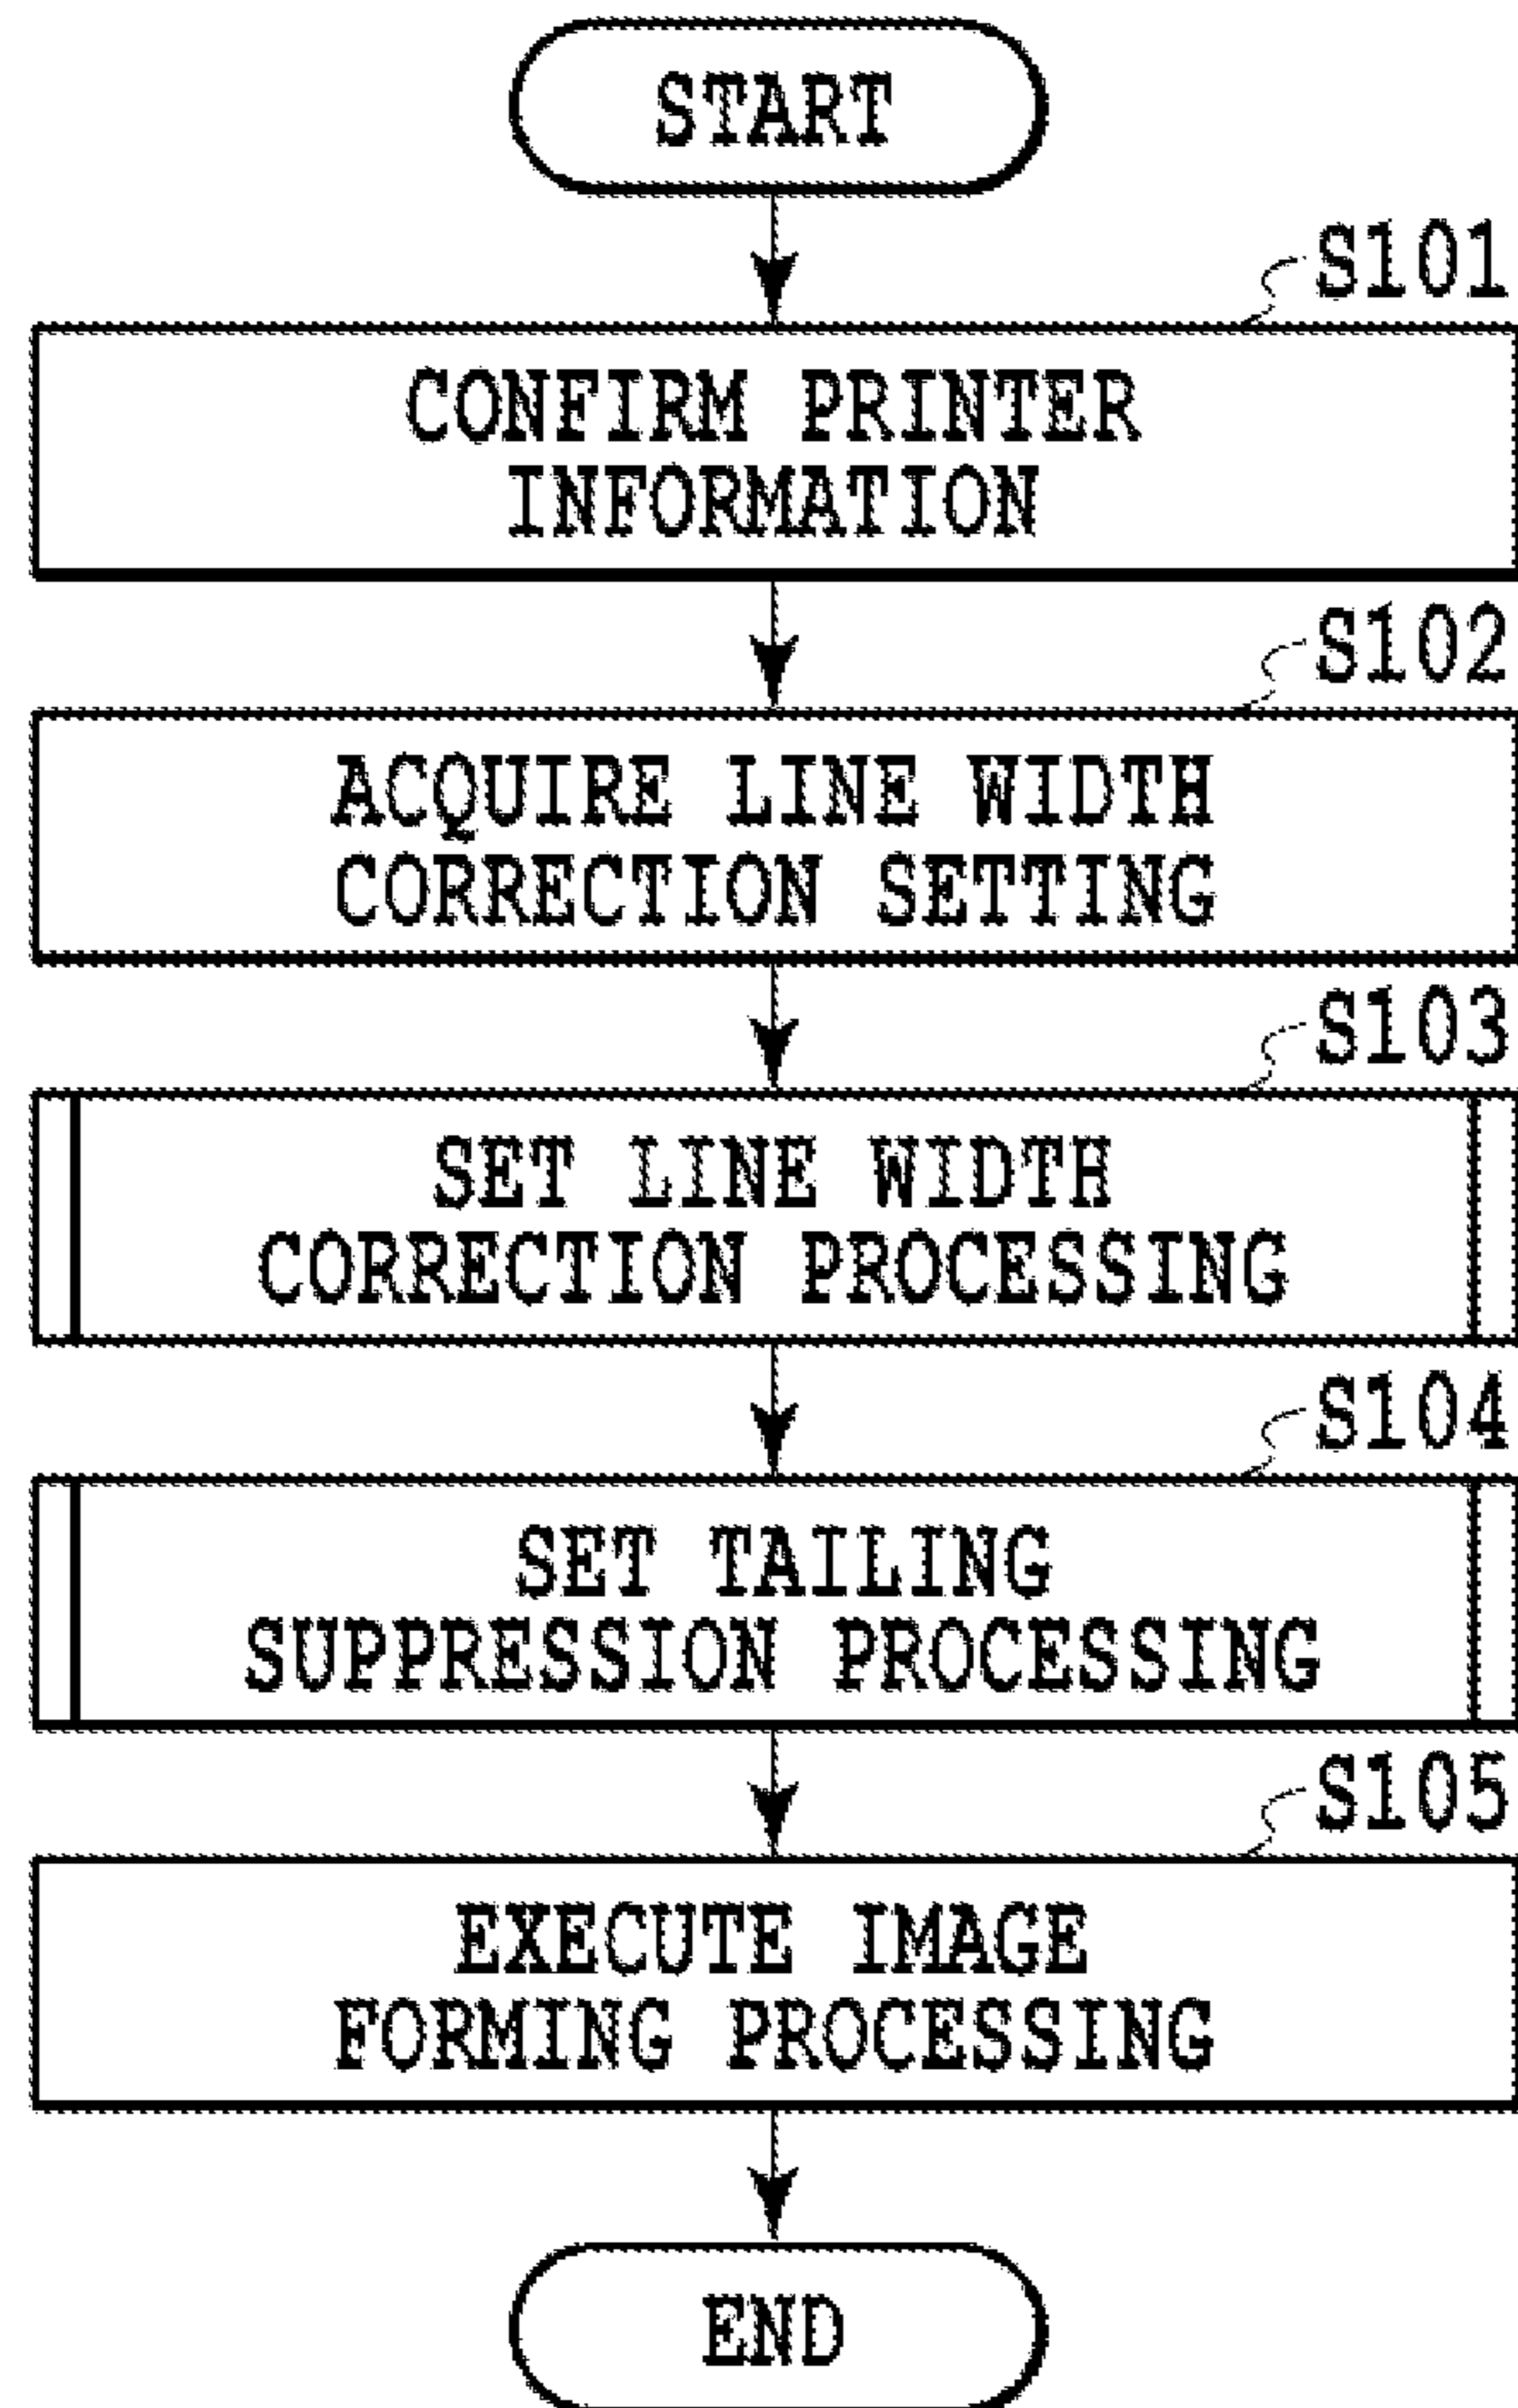 START
S101
CONFIRM PRINTER
INFORMATION
S102
ACQUIRE LINE WIDTH
CORRECTION SETTING
S103
SET LINE WIDTH
CORRECTION PROCESSING
S104
SET TAILING
SUPPRESSION PROCESSING
S105
EXECUTE IMAGE
FORMING PROCESSING
END